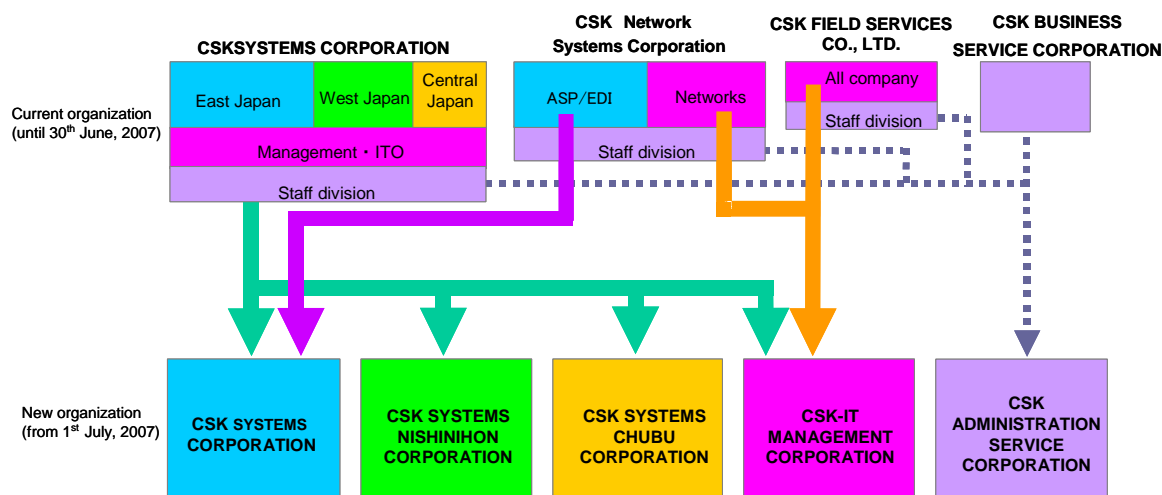 CSKSYSTEMS CORPORATION
CSK Network
Systems Corporation
CSK FIELD SERVICES
CO., LTD.
CSK BUSINESS
SERVICE CORPORATION
Current organization
(until 30th June, 2007)
East Japan
West Japan
Central
Japan
Management・ITO
Staff division
ASP/EDI
Networks
Staff division
All company
Staff division
New organization
(from 1st July, 2007)
CSK SYSTEMS
CORPORATION
CSK SYSTEMS
NISHINIHON
CORPORATION
CSK SYSTEMS
CHUBU
CORPORATION
CSK-IT
MANAGEMENT
CORPORATION
CSK
ADMINISTRATION
SERVICE
CORPORATION